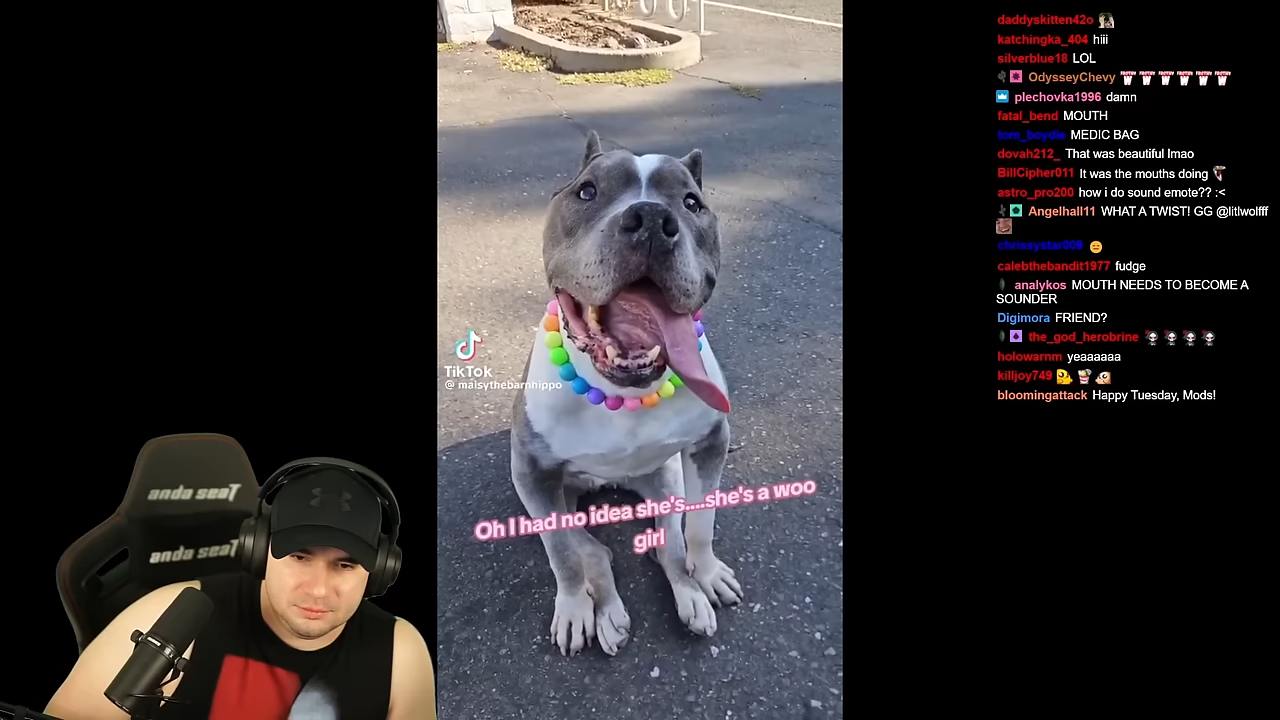 daddyskitten42o
katchingka_404 hiii
silverblue18 LOL
OdysseyChevy
plechovka1996 damn
fatal_bend MOUTH
tom_boydie MEDIC BAG
dovah212_ That was beautiful lmao
BillCipher011 It was the mouths doing
astro_pro200 how i do sound emote?? :<
Angelhall11 WHAT A TWIST! GG @litlwolfff
chrissystar009
calebthebandit1977 fudge
analykos MOUTH NEEDS TO BECOME A
SOUNDER
Digimora FRIEND?
the_god_herobrine
holowarnm yeaaaaaa
killjoy749
bloomingattack Happy Tuesday, Mods!
TikTok
@ maisythebarnhippo
Oh I had no idea she's....she's a woo
girl
anda seaT
anda seaT